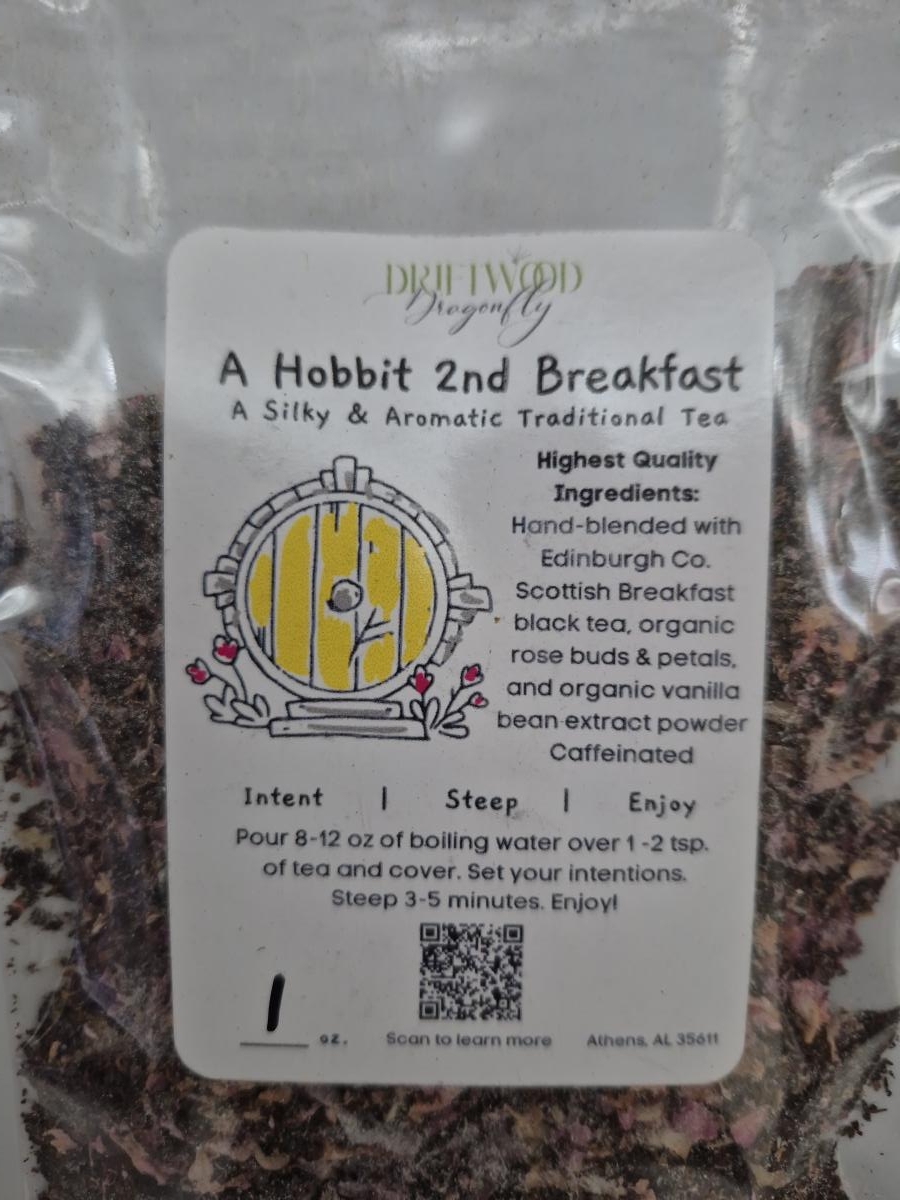 DRIFTWOOD
Dragonfly
A Hobbit 2nd Breakfast
A Silky & Aromatic Traditional Tea
Highest Quality
Ingredients:
Hand-blended with
Edinburgh Co.
Scottish Breakfast
black tea, organic
rose buds & petals,
and organic vanilla
bean extract powder
Caffeinated
Intent | Steep | Enjoy
Pour 8-12 oz of boiling water over 1 -2 tsp.
of tea and cover. Set your intentions.
Steep 3-5 minutes. Enjoy!
1 oz. Scan to learn more Athens, AL 35611